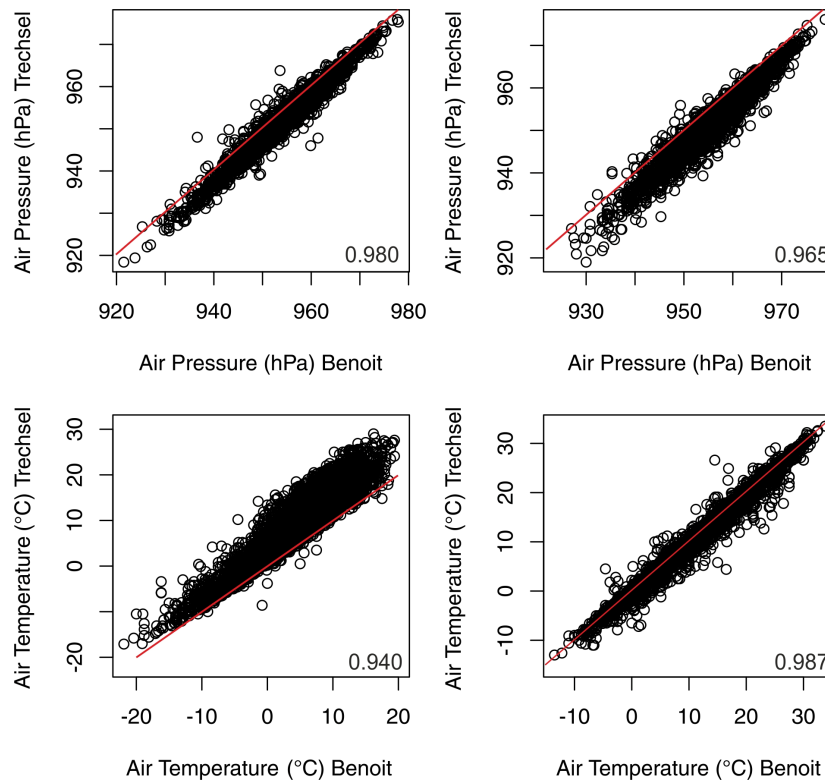 Air Pressure (hPa) Trechsel
960
940
920
0.980
920 940 960 980
Air Pressure (hPa) Benoit
Air Pressure (hPa) Trechsel
960
940
920
0.965
930 950 970
Air Pressure (hPa) Benoit
Air Temperature (°C) Trechsel
30
20
10
0
-20
0.940
-20 -10 0 10 20
Air Temperature (°C) Benoit
Air Temperature (°C) Trechsel
30
20
10
0
-10
0.987
-10 0 10 20 30
Air Temperature (°C) Benoit